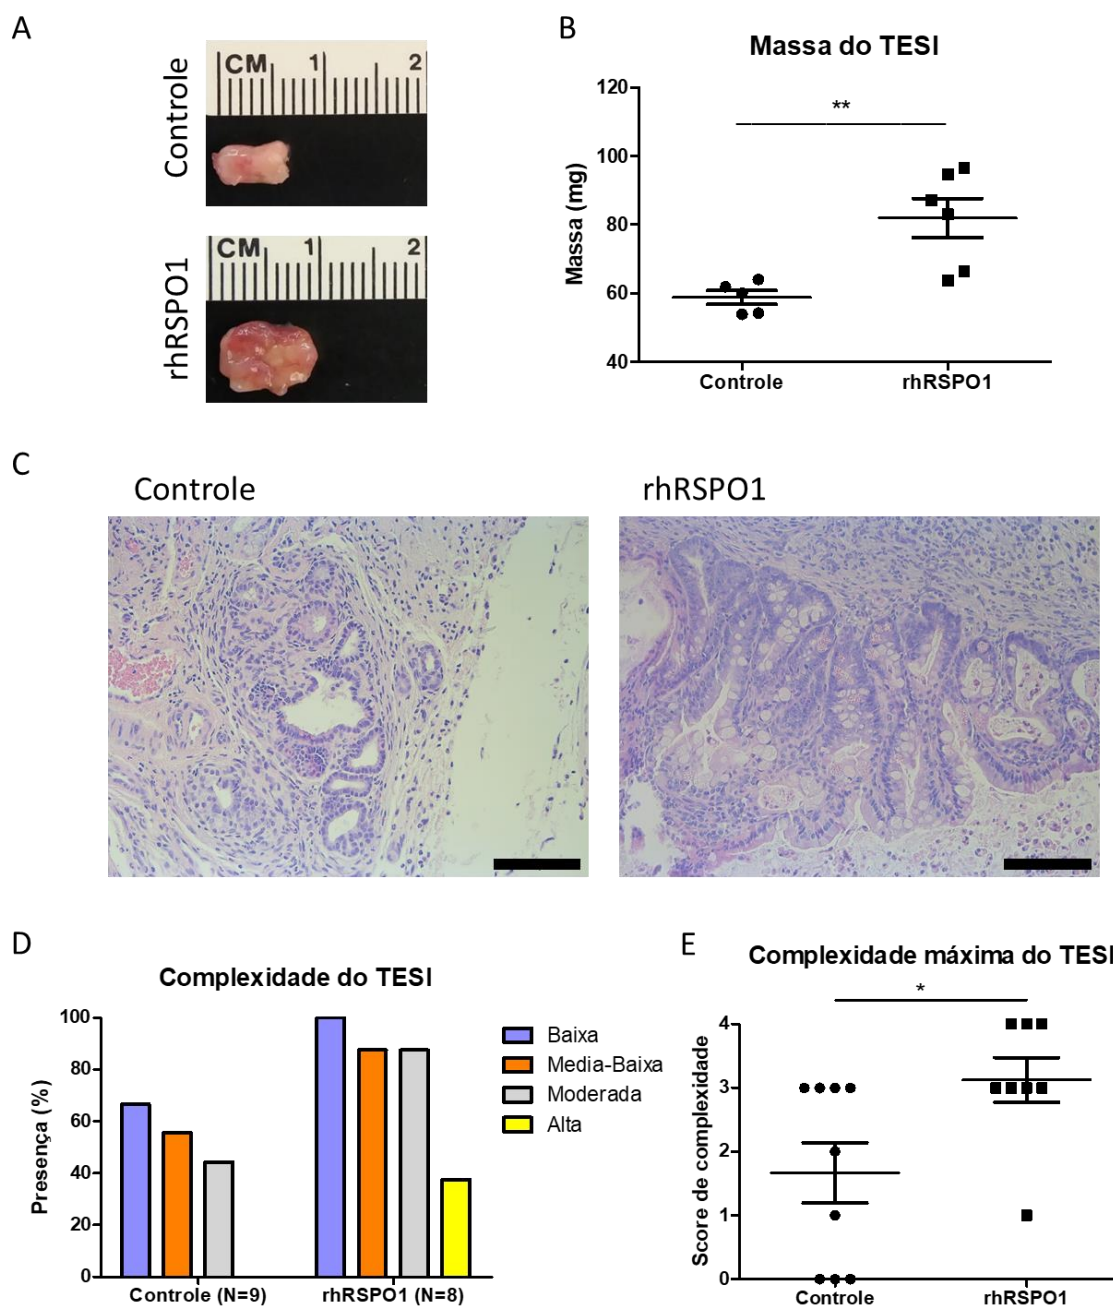 A
Controle
CM 1 2
rhRSPO1
CM 1 2
B
Massa do TESI
**
Massa (mg)
120
100
80
60
40
Controle
rhRSPO1
C
Controle
rhRSPO1
D
Complexidade do TESI
Presença (%)
100
80
60
40
20
0
Controle (N=9)
rhRSPO1 (N=8)
Baixa
Media-Baixa
Moderada
Alta
E
Complexidade máxima do TESI
*
Score de complexidade
4
3
2
1
0
Controle
rhRSPO1